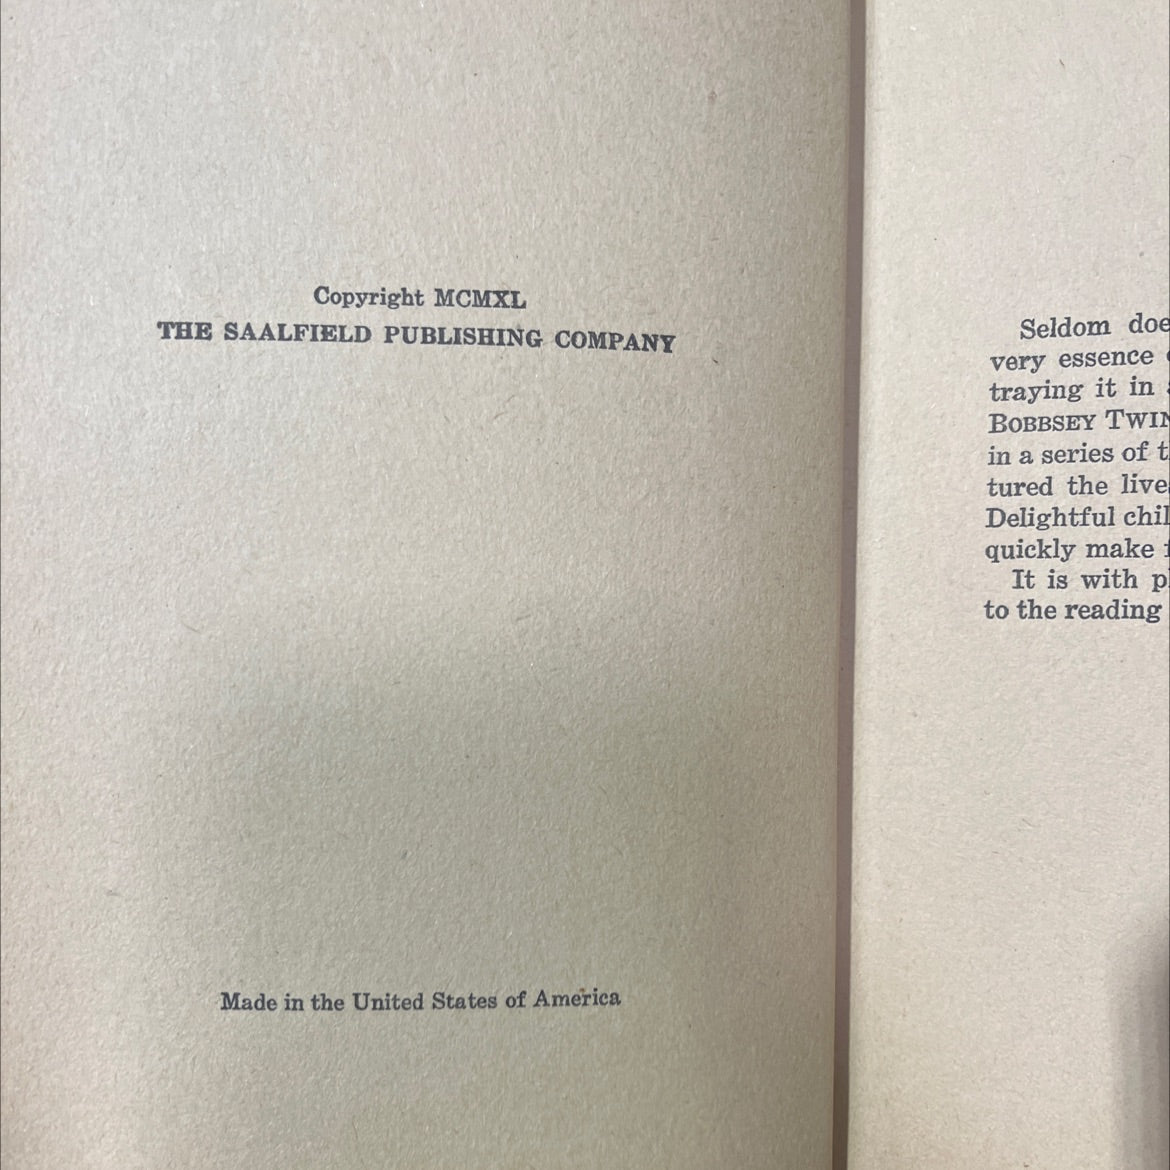 Copyright MCMXL
THE SAALFIELD PUBLISHING COMPANY
Made in the United States of America
Seldom doe
very essence
traying it in
BOBBSEY TWIN
in a series of t
tured the live
Delightful chil
quickly make f
It is with pl
to the reading